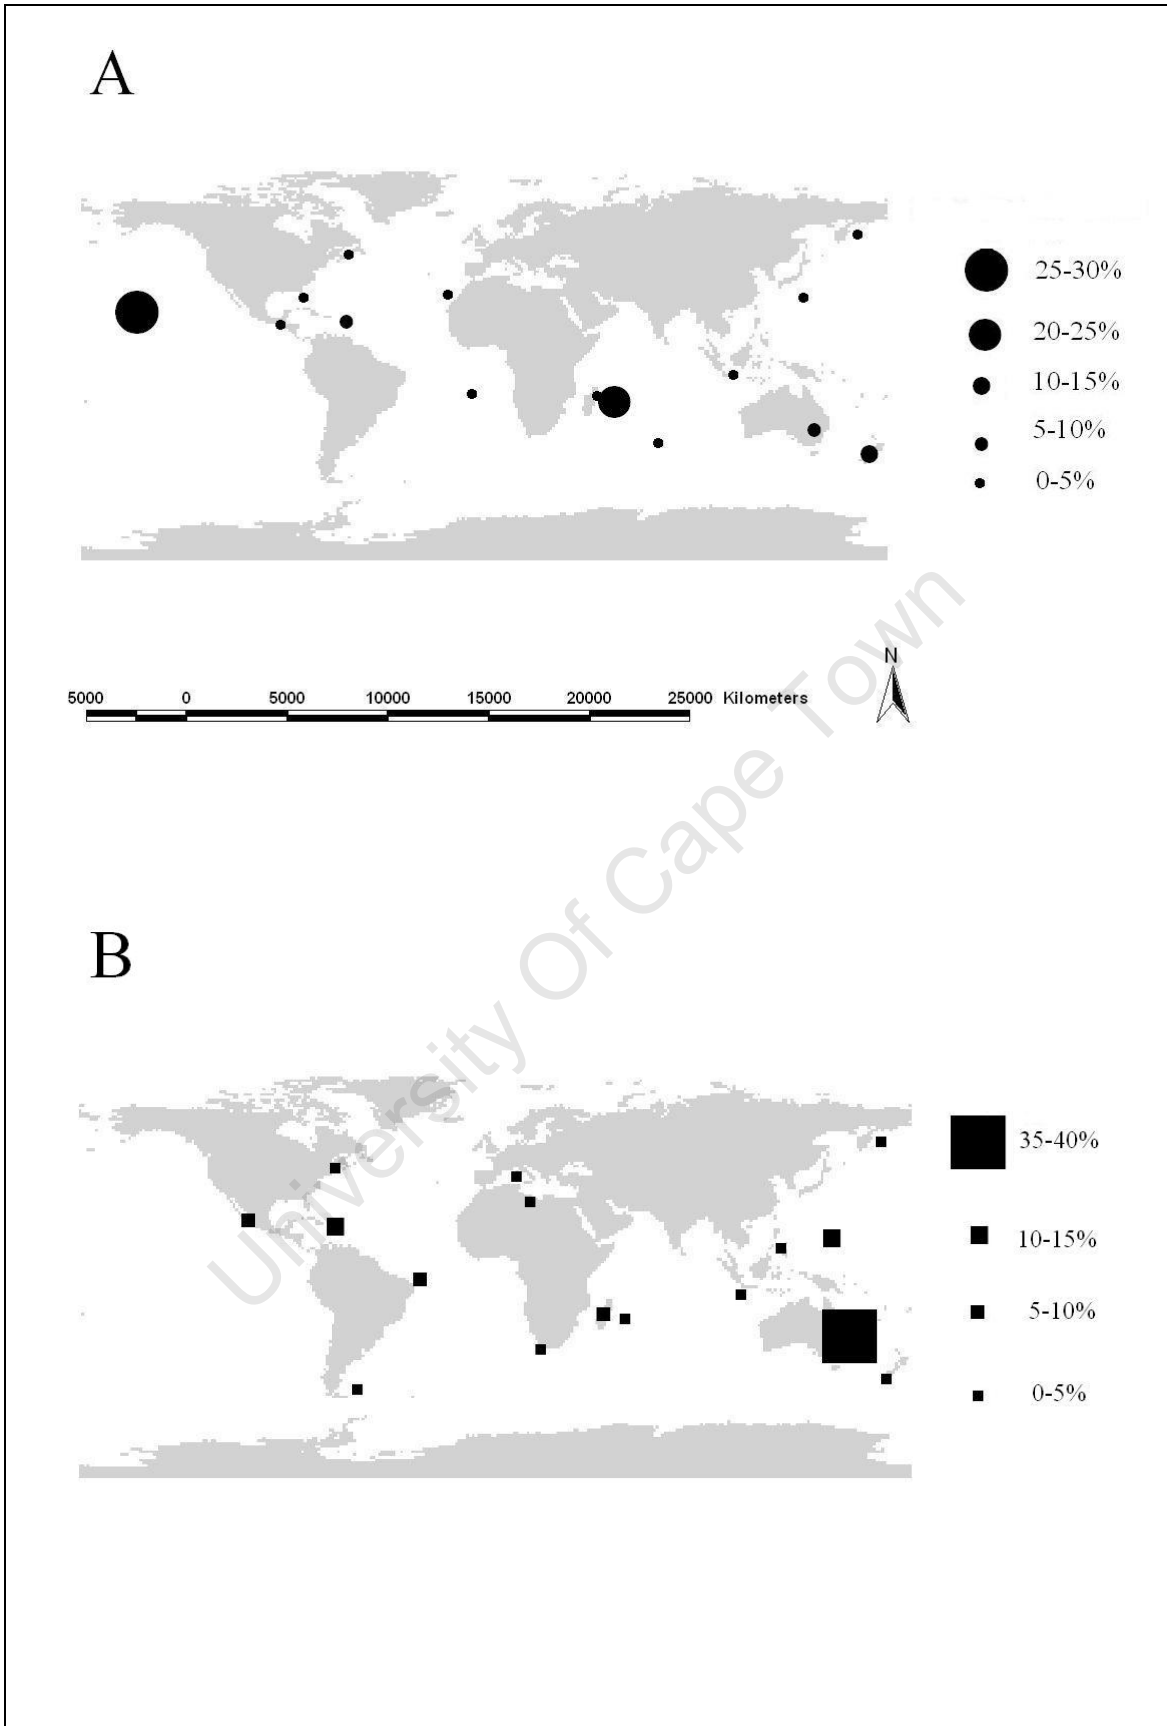 A
25-30%
20-25%
10-15%
5-10%
0-5%
N
5000 0 5000 10000 15000 20000 25000 Kilometers
University Of Cape Town
B
35-40%
10-15%
5-10%
0-5%